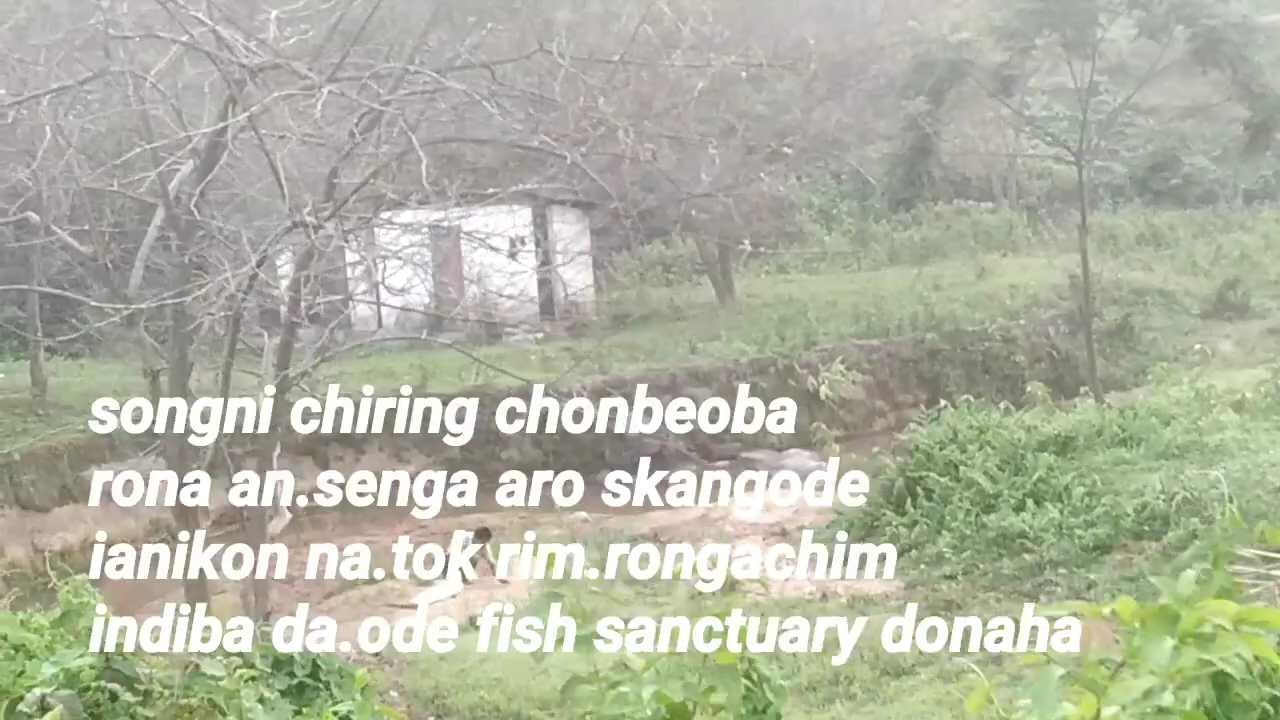 songni chiring chonbeoba
rona an.senga aro skangode
ianikon na.tok rim.rongachim
indiba da.ode fish sanctuary donaha